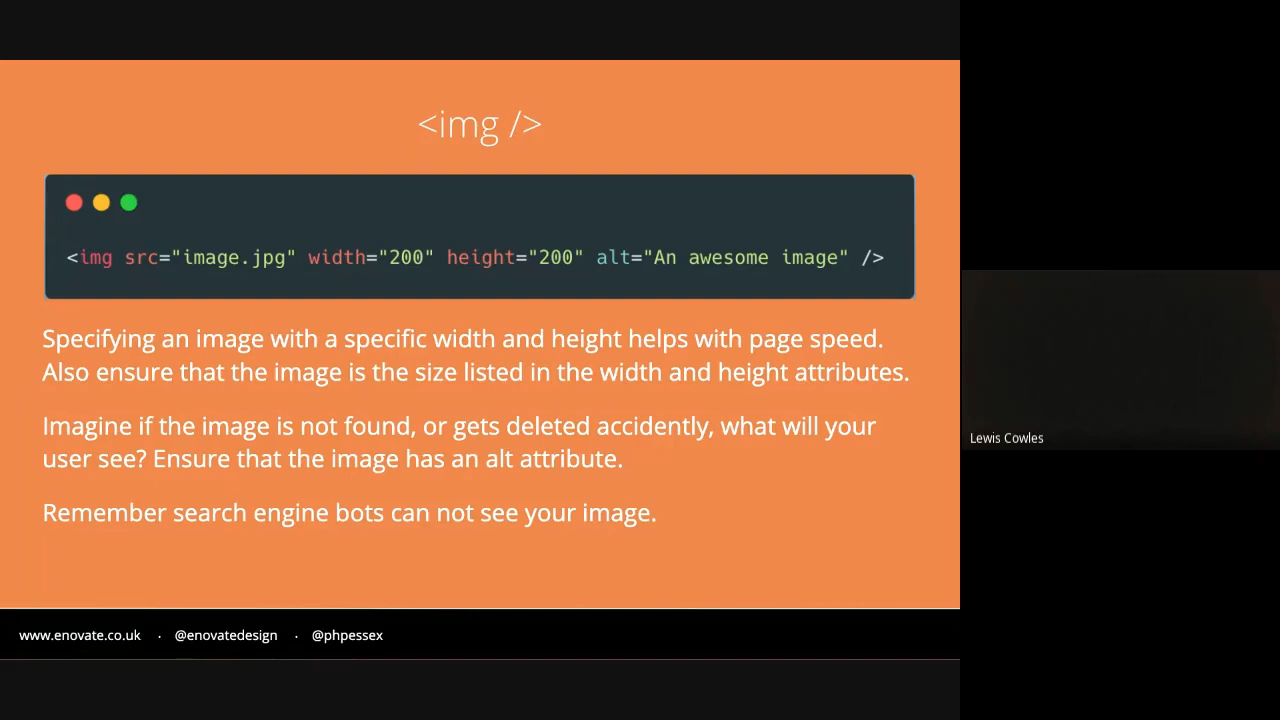 <img />
<img src="image.jpg" width="200" height="200" alt="An awesome image" />
Specifying an image with a specific width and height helps with page speed.
Also ensure that the image is the size listed in the width and height attributes.
Imagine if the image is not found, or gets deleted accidently, what will your
user see? Ensure that the image has an alt attribute.
Remember search engine bots can not see your image.
www.enovate.co.uk · @enovatedesign · @phpessex
Lewis Cowles